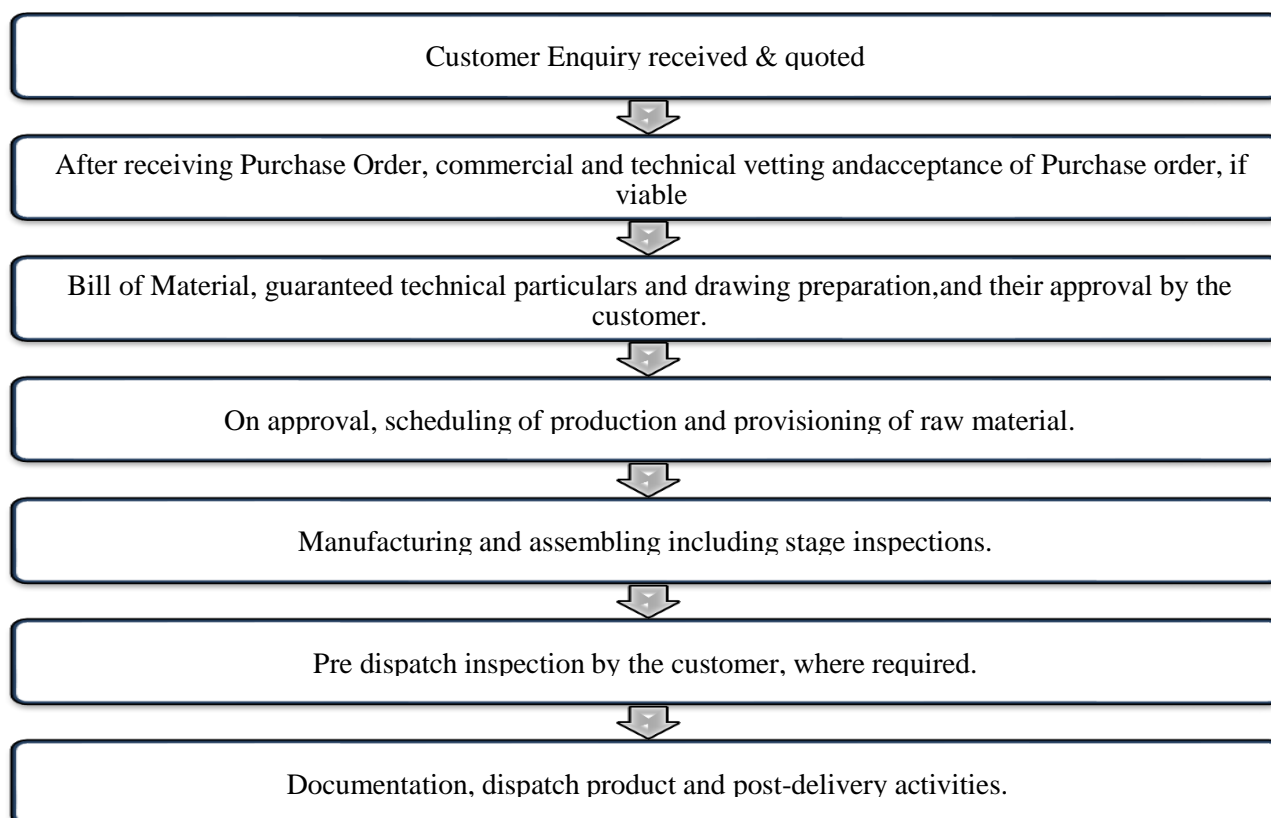 Customer Enquiry received & quoted
After receiving Purchase Order, commercial and technical vetting andacceptance of Purchase order, if
viable
Bill of Material, guaranteed technical particulars and drawing preparation,and their approval by the
customer.
On approval, scheduling of production and provisioning of raw material.
Manufacturing and assembling including stage inspections.
Pre dispatch inspection by the customer, where required.
Documentation, dispatch product and post-delivery activities.